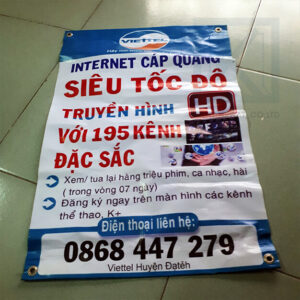 VIETTEL
INTERNET CÁP QUANG
SIÊU TỐC ĐỘ
TRUYỀN HÌNH
HD
VỚI 195 KÊNH
ĐẶC SẮC
Xem/ tua lại hàng triệu phim, ca nhạc, hài
( trong vòng 07 ngày)
Đăng ký ngay trên màn hình các kênh
thể thao, K+
Điện thoại liên hệ:
0868 447 279
Viettel Huyện Đạtẻh